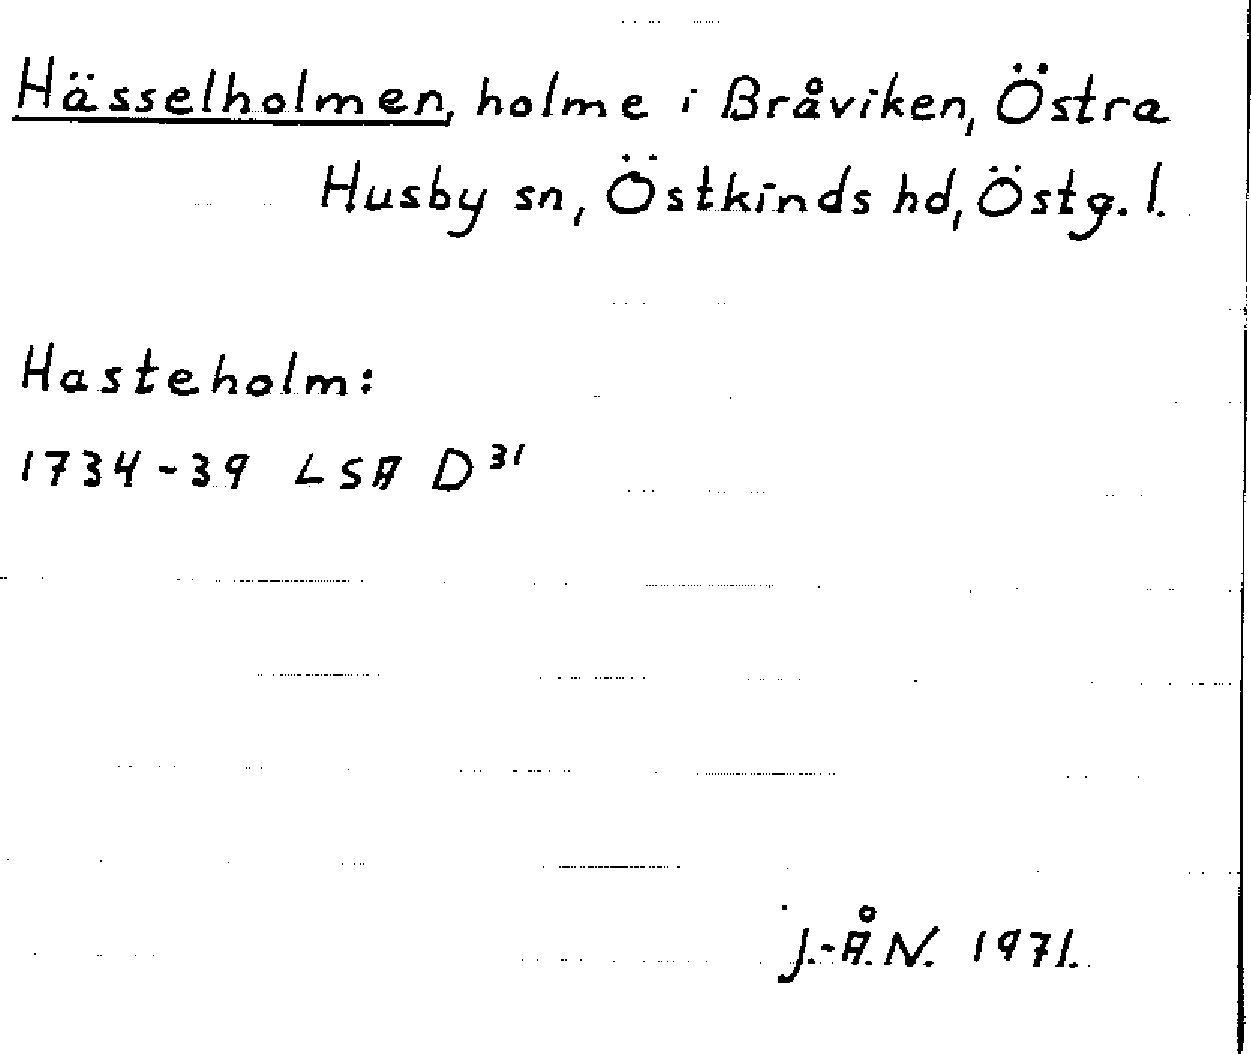 Hässelholmen, holme i Bråviken, Östra
Husby sn, Östkinds hd, Östg. l.
Hasteholm:
1734-39 LSA D³¹
J.-Å.N. 1971.